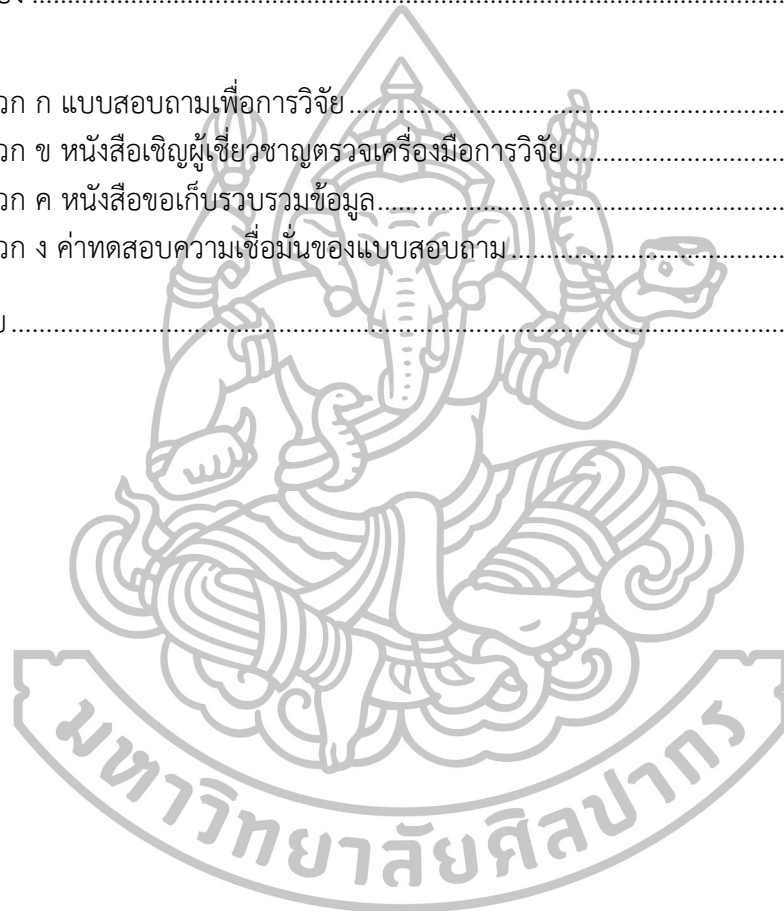 วก ก แบบสอบถามเพื่อการวิจัย
วก ข หนังสือเชิญผู้เชี่ยวชาญตรวจเครื่องมือการวิจัย
วก ค หนังสือขอเก็บรวบรวมข้อมูล
วก ง ค่าทดสอบความเชื่อมั่นของแบบสอบถาม
มหาวิทยาลัยศิลปากร